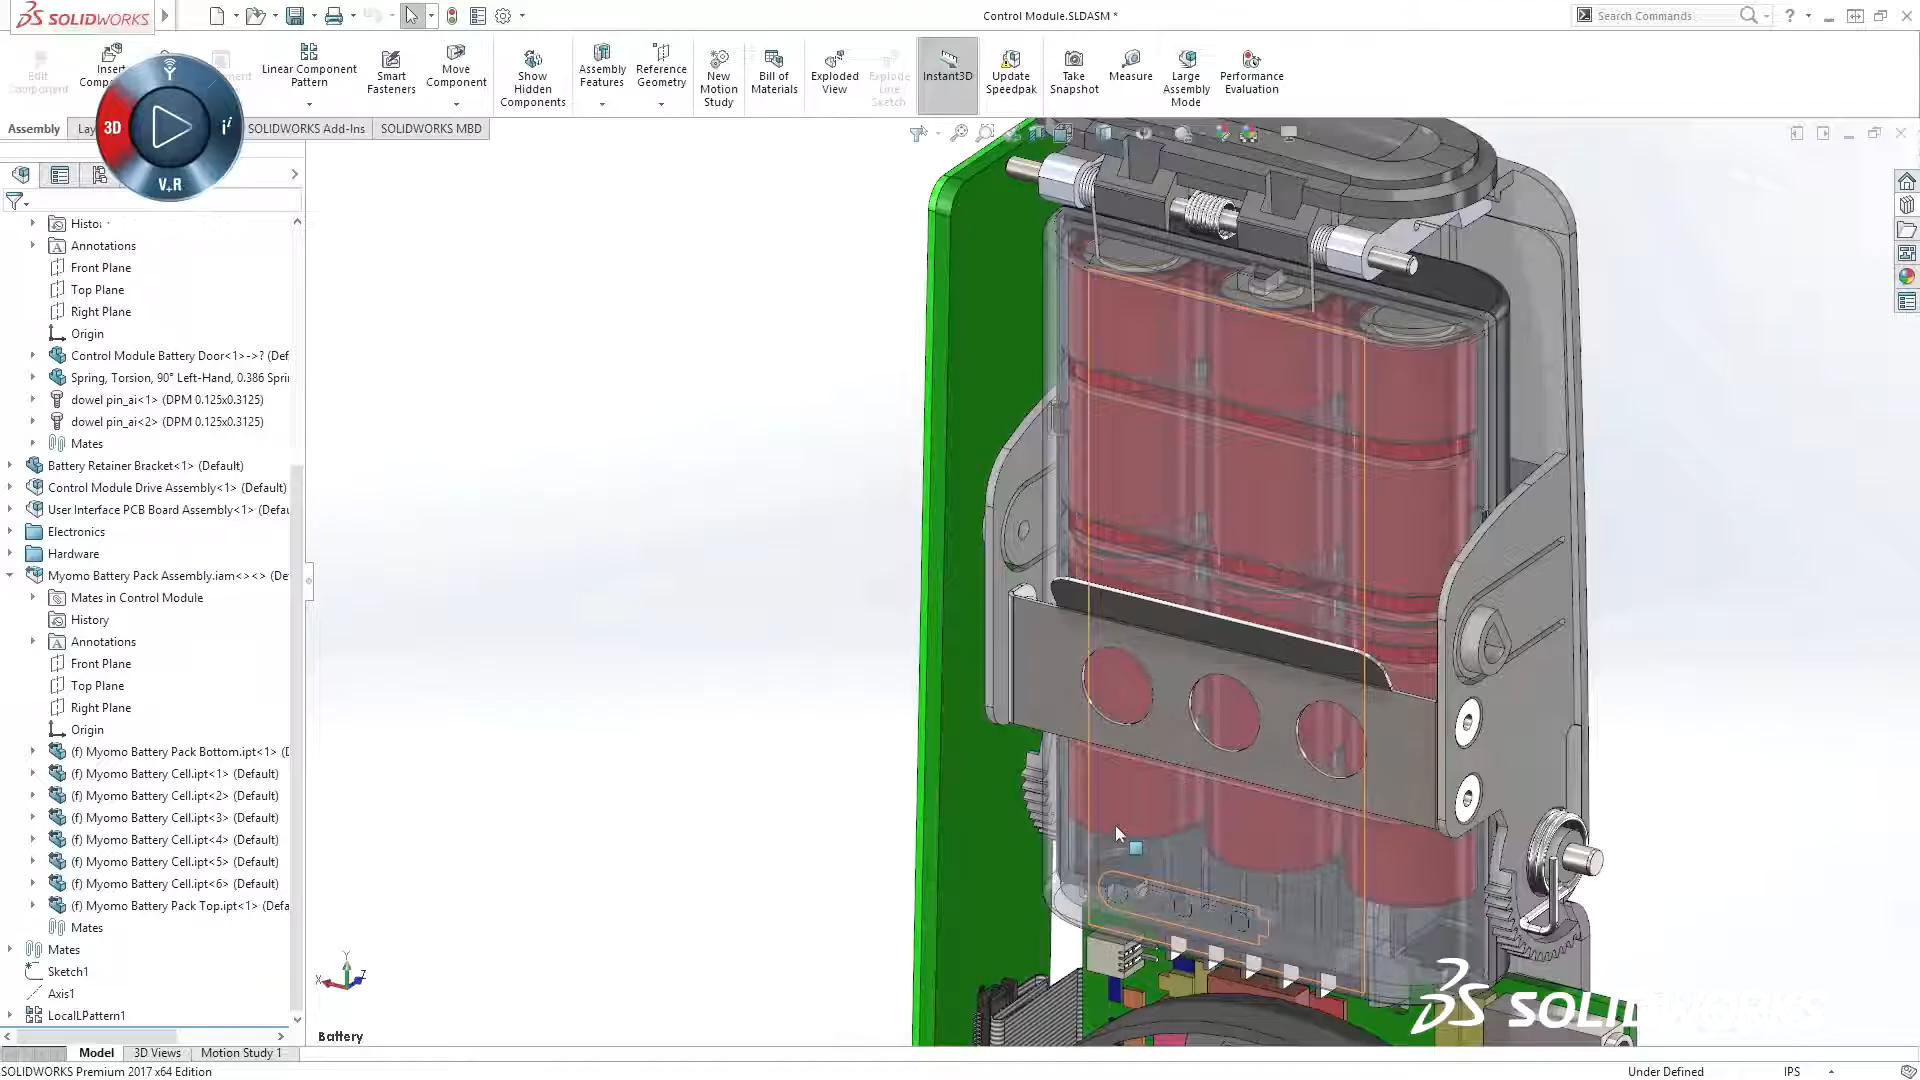 SOLIDWORKS
Control Module.SLDASM *
Search Commands
Edit Component
Insert
Linear Component Pattern
Smart Fasteners
Move Component
Show Hidden Components
Assembly Features
Reference Geometry
New Motion Study
Bill of Materials
Exploded View
Explode Line Sketch
Instant3D
Update Speedpak
Take Snapshot
Measure
Large Assembly Mode
Performance Evaluation
Assembly
SOLIDWORKS Add-Ins
SOLIDWORKS MBD
3D
V+R
Annotations
Front Plane
Top Plane
Right Plane
Origin
Control Module Battery Door<1>->? (Def
Spring, Torsion, 90° Left-Hand, 0.386 Spri
dowel pin_ai<1> (DPM 0.125x0.3125)
dowel pin_ai<2> (DPM 0.125x0.3125)
Mates
Battery Retainer Bracket<1> (Default)
Control Module Drive Assembly<1> (Default)
User Interface PCB Board Assembly<1> (Defau
Electronics
Hardware
Myomo Battery Pack Assembly.iam<><> (De
Mates in Control Module
History
Annotations
Front Plane
Top Plane
Right Plane
Origin
(f) Myomo Battery Pack Bottom.ipt<1> (D
(f) Myomo Battery Cell.ipt<1> (Default)
(f) Myomo Battery Cell.ipt<2> (Default)
(f) Myomo Battery Cell.ipt<3> (Default)
(f) Myomo Battery Cell.ipt<4> (Default)
(f) Myomo Battery Cell.ipt<5> (Default)
(f) Myomo Battery Cell.ipt<6> (Default)
(f) Myomo Battery Pack Top.ipt<1> (Defa
Mates
Mates
Sketch1
Axis1
LocalLPattern1
Y
X
Z
Battery
SOLIDWORKS
Model
3D Views
Motion Study 1
SOLIDWORKS Premium 2017 x64 Edition
Under Defined
IPS